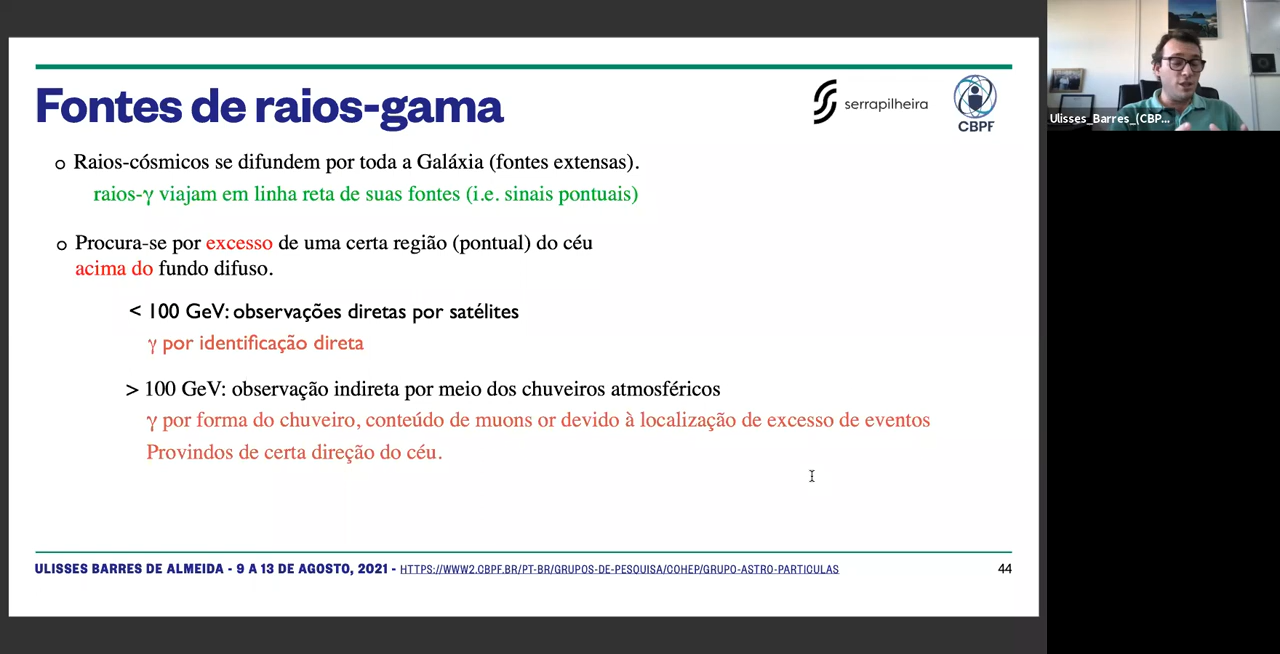 Fontes de raios-gama
serrapilheira
CBPF
Raios-cósmicos se difundem por toda a Galáxia (fontes extensas).
raios-γ viajam em linha reta de suas fontes (i.e. sinais pontuais)
Procura-se por excesso de uma certa região (pontual) do céu
acima do fundo difuso.
< 100 GeV: observações diretas por satélites
γ por identificação direta
> 100 GeV: observação indireta por meio dos chuveiros atmosféricos
γ por forma do chuveiro, conteúdo de muons or devido à localização de excesso de eventos
Provindos de certa direção do céu.
ULISSES BARRES DE ALMEIDA - 9 A 13 DE AGOSTO, 2021 - HTTPS://WWW2.CBPF.BR/PT-BR/GRUPOS-DE-PESQUISA/COHEP/GRUPO-ASTRO-PARTICULAS
44
Ulisses_Barres_(CBP...